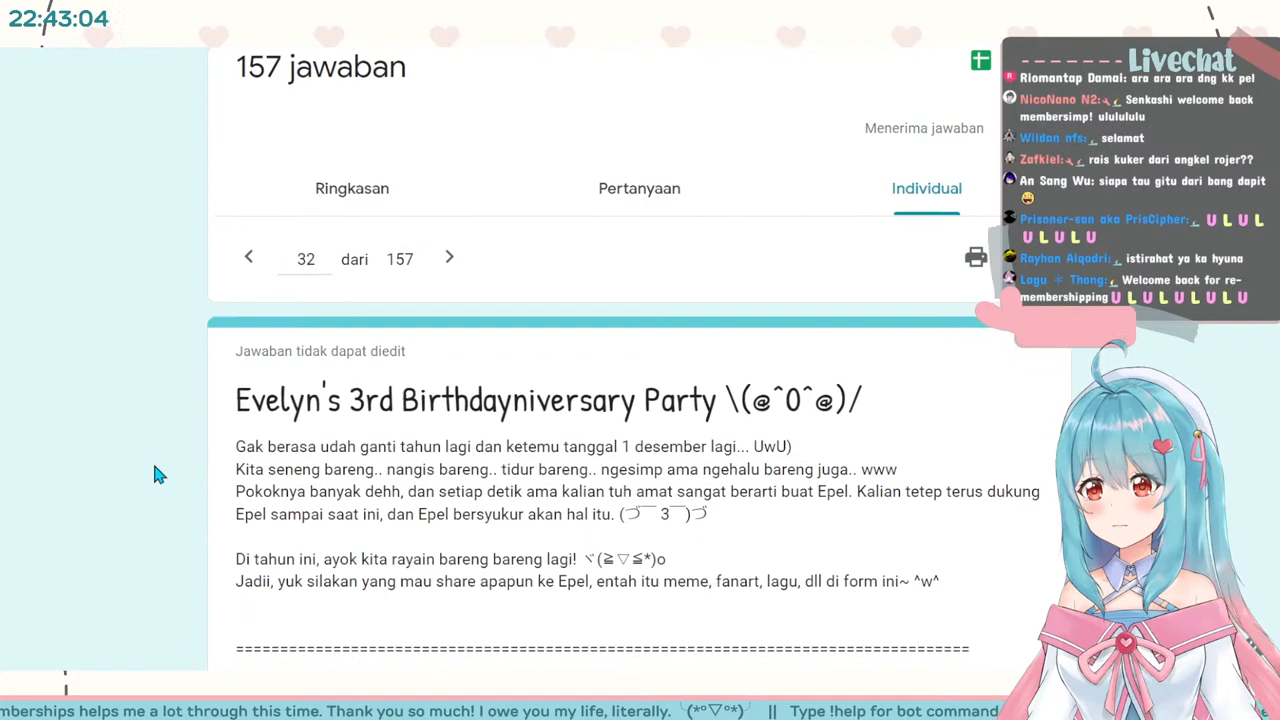 22:43:04
157 jawaban
Menerima jawaban
Ringkasan
Pertanyaan
Individual
32 dari 157
Jawaban tidak dapat diedit
Evelyn's 3rd Birthdayniversary Party \(@^0^@)/
Gak berasa udah ganti tahun lagi dan ketemu tanggal 1 desember lagi... UwU)
Kita seneng bareng.. nangis bareng.. tidur bareng.. ngesimp ama ngehalu bareng juga.. www
Pokoknya banyak dehh, dan setiap detik ama kalian tuh amat sangat berarti buat Epel. Kalian tetep terus dukung
Epel sampai saat ini, dan Epel bersyukur akan hal itu. (づ￣ 3￣)づ
Di tahun ini, ayok kita rayain bareng bareng lagi! ヾ(≧▽≦*)o
Jadii, yuk silakan yang mau share apapun ke Epel, entah itu meme, fanart, lagu, dll di form ini~ ^w^
===================================================================================
Livechat
Riomantap Damai: ara ara ara dng kk pel
NicoNano N2: Senkashi welcome back
membersimp! ulululululu
Wildan nfs: selamat
Zafkiel: rais kuker dari angkel rojer??
An Sang Wu: siapa tau gitu dari bang dapit
Prisoner-san aka PrisCipher: U L U L
U L U L U
Rayhan Alqadri: istirahat ya ka hyuna
Lagu * Thong: Welcome back for re-
membershipping U L U L U L U L U
mberships helps me a lot through this time. Thank you so much! I owe you my life, literally. ╰(*°▽°*)╯ || Type !help for bot command